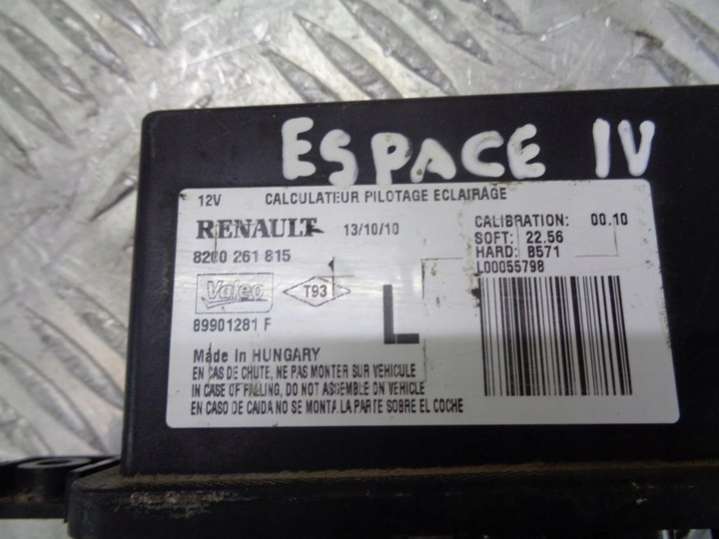 ESPACE IV
12V CALCULATEUR PILOTAGE ECLAIRAGE
RENAULT 13/10/10
CALIBRATION: 00.10
SOFT: 22.56
HARD: B571
L00055798
8200 261 815
Valeo T93 L
89901281 F
Made In HUNGARY
EN CAS DE CHUTE, NE PAS MONTER SUR VEHICULE
IN CASE OF FALLING, DO NOT ASSEMBLE ON VEHICLE
EN CASO DE CAIDA NO SE MONTA LA PARTE SOBRE EL COCHE